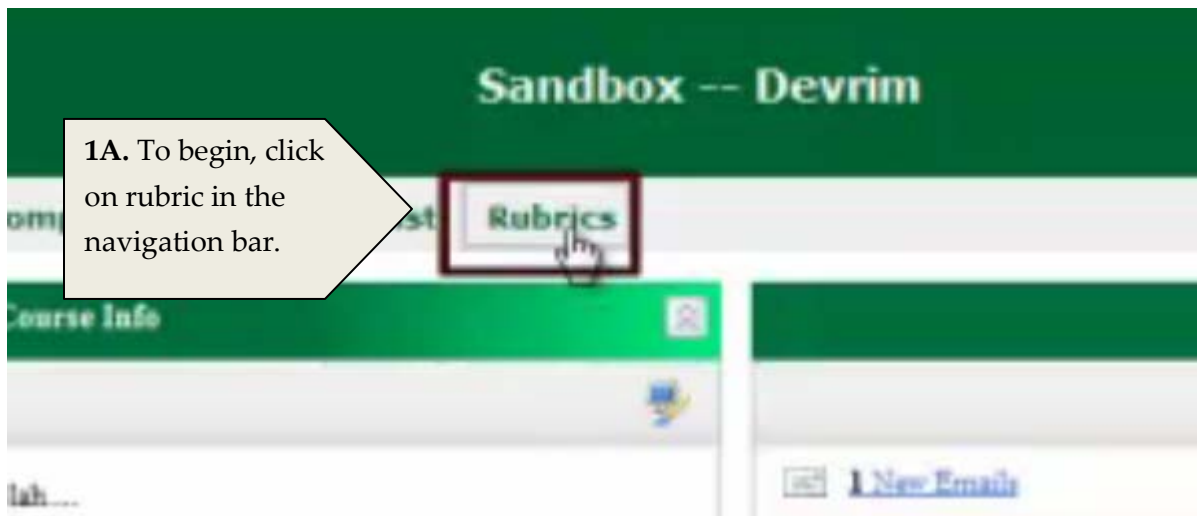 Sandbox -- Devrim
1A. To begin, click
on rubric in the
navigation bar.
Rubrics
Course Info
1 New Emails